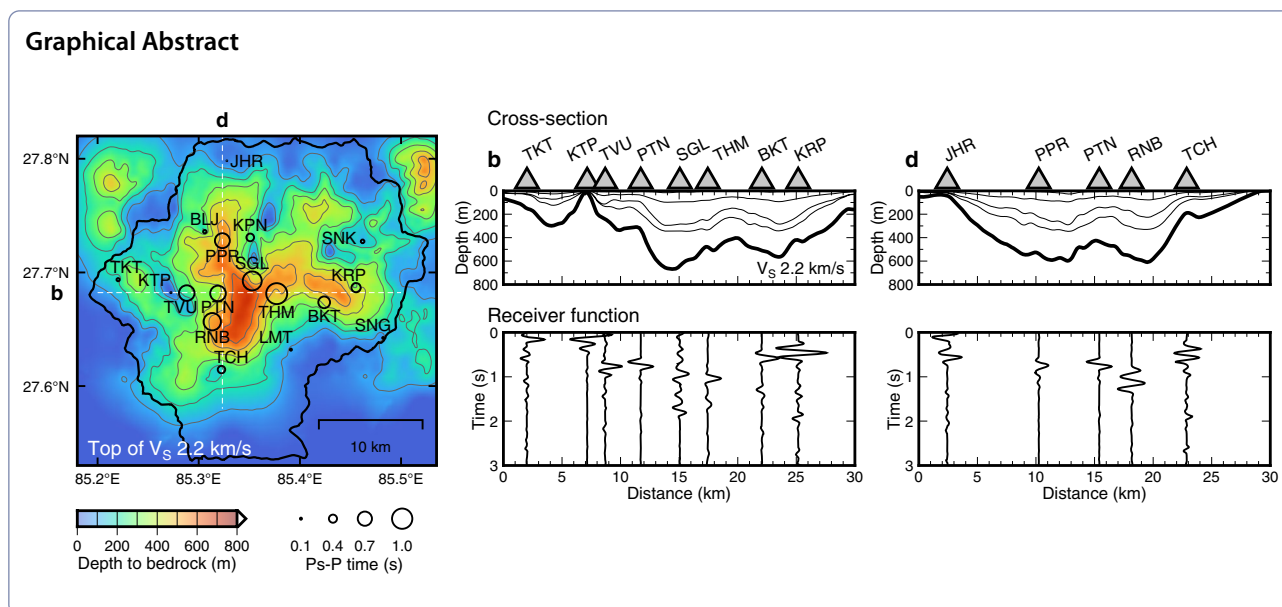 Graphical Abstract
d
27.8°N
27.7°N
27.6°N
b
JHR
BLJ
KPN
SNK
PPR
SGL
TKT
KTP
KRP
TVU
PTN
THM
BKT
SNG
RNB
LMT
TCH
10 km
Top of VS 2.2 km/s
85.2°E 85.3°E 85.4°E 85.5°E
0 200 400 600 800
Depth to bedrock (m)
0.1 0.4 0.7 1.0
Ps-P time (s)
Cross-section
b TKT KTP TVU PTN SGL THM BKT KRP
0
200
400
600
800
Depth (m)
VS 2.2 km/s
Receiver function
0
1
2
3
Time (s)
0 5 10 15 20 25 30
Distance (km)
d JHR PPR PTN RNB TCH
0
200
400
600
800
Depth (m)
0
1
2
3
Time (s)
0 5 10 15 20 25 30
Distance (km)